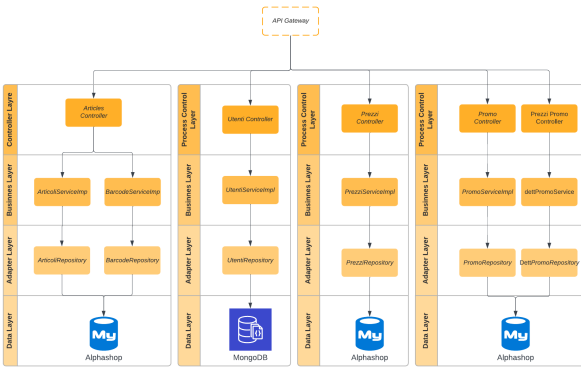 API Gateway
Controller Layre
Articles
Controller
Businnes Layer
ArticoliServiceImp
BarcodeServiceImp
Adapter Layer
ArticoliRepository
BarcodeRepository
Data Layer
My
Alphashop
Process Control
Layer
Utenti Controller
Businnes Layer
UtentiServiceImpl
Adapter Layer
UtentiRepository
Data Layer
MongoDB
Process Control
Layer
Prezzi
Controller
Businnes Layer
PrezziServiceImpl
Adapter Layer
PrezziRepository
Data Layer
My
Alphashop
Process Control
Layer
Promo
Controller
Prezzi Promo
Controller
Businnes Layer
PromoServiceImpl
dettPromoService
Adapter Layer
PromoRepository
DettPromoRepository
Data Layer
My
Alphashop